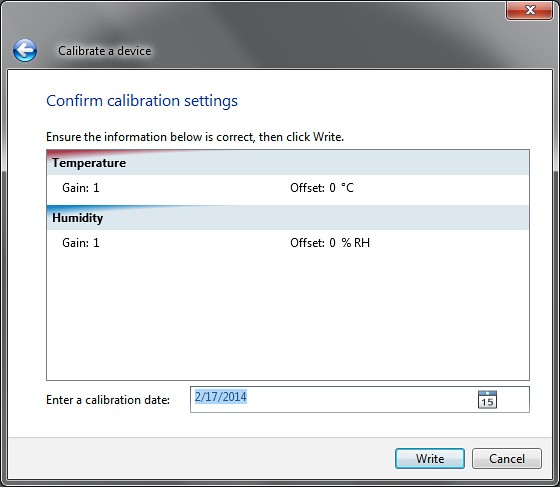 Calibrate a device
Confirm calibration settings
Ensure the information below is correct, then click Write.
Temperature
Gain: 1 Offset: 0 °C
Humidity
Gain: 1 Offset: 0 % RH
Enter a calibration date: 2/17/2014 15
Write Cancel